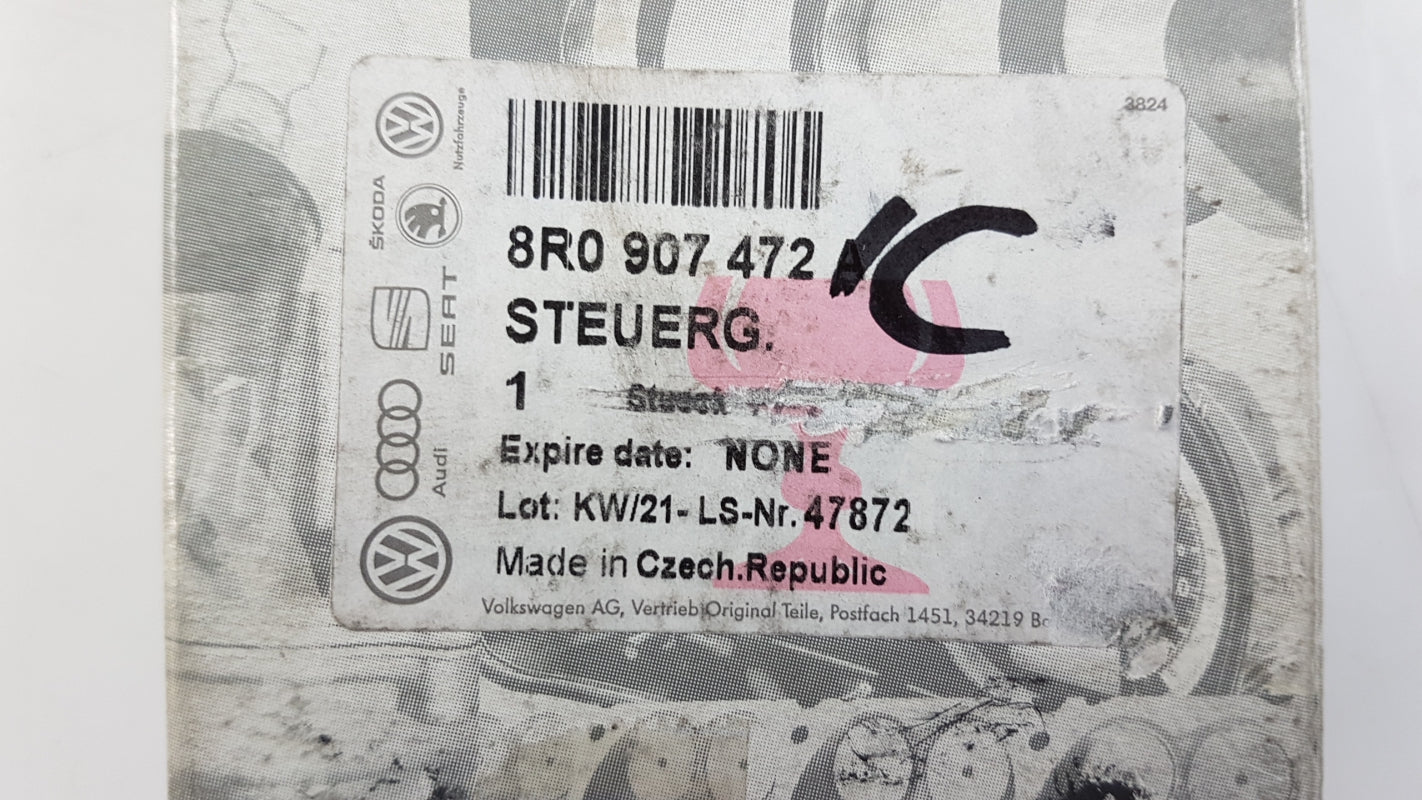 3824
Nutzfahrzeuge
ŠKODA
SEAT
Audi
8R0 907 472 A C
STEUERG.
1 Stueck
Expire date: NONE
Lot: KW/21- LS-Nr. 47872
Made in Czech.Republic
Volkswagen AG, Vertrieb Original Teile, Postfach 1451, 34219